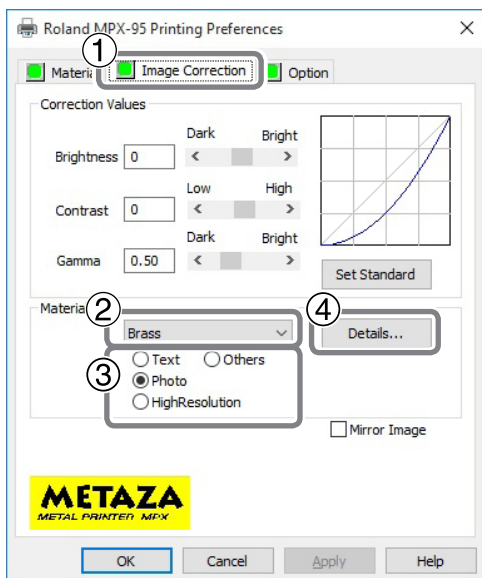 Roland MPX-95 Printing Preferences
1
Materia Image Correction Option
Correction Values
Dark Bright
Brightness 0 < >
Low High
Contrast 0 < >
Dark Bright
Gamma 0.50 < >
Set Standard
Materia 2 4
Brass Details...
3 Text Others
Photo
HighResolution
Mirror Image
METAZA
METAL PRINTER MPX
OK Cancel Apply Help